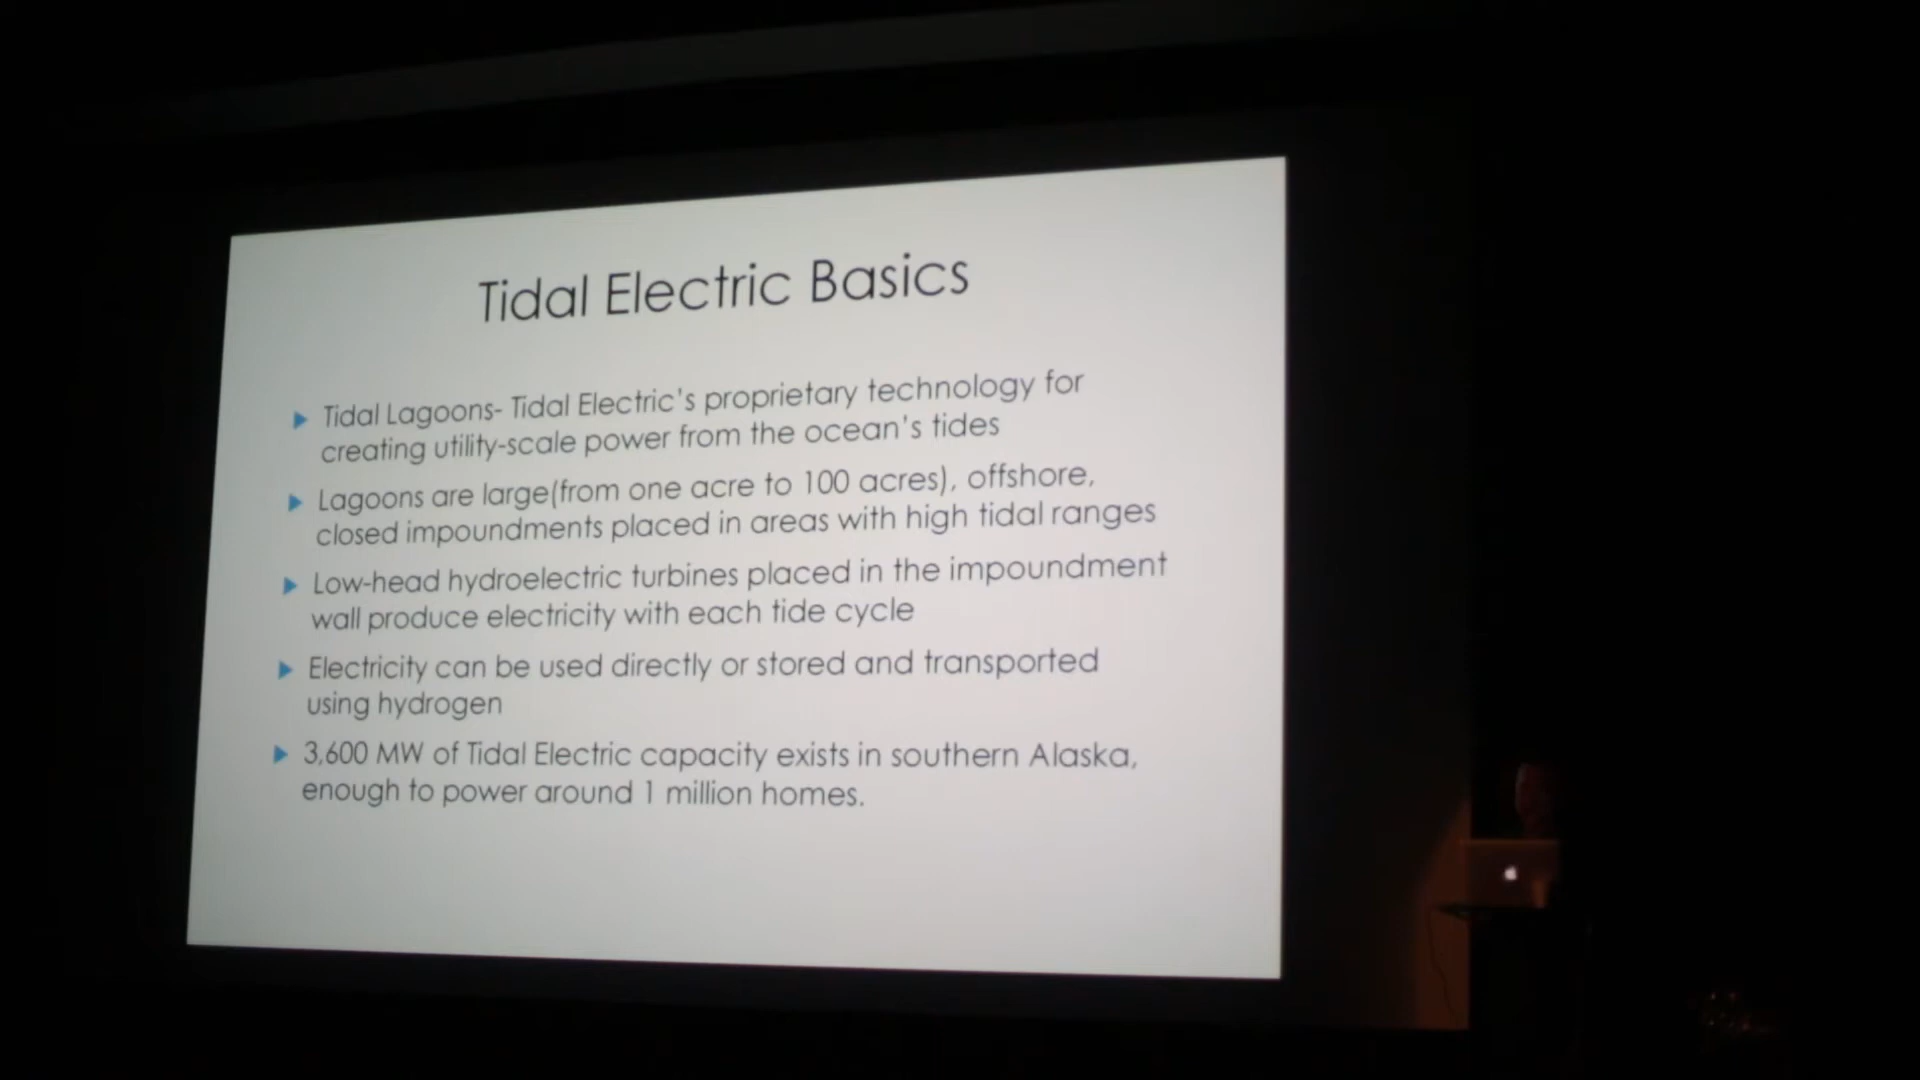 Tidal Electric Basics
Tidal Lagoons- Tidal Electric's proprietary technology for
creating utility-scale power from the ocean's tides
Lagoons are large(from one acre to 100 acres), offshore,
closed impoundments placed in areas with high tidal ranges
Low-head hydroelectric turbines placed in the impoundment
wall produce electricity with each tide cycle
Electricity can be used directly or stored and transported
using hydrogen
3,600 MW of Tidal Electric capacity exists in southern Alaska,
enough to power around 1 million homes.